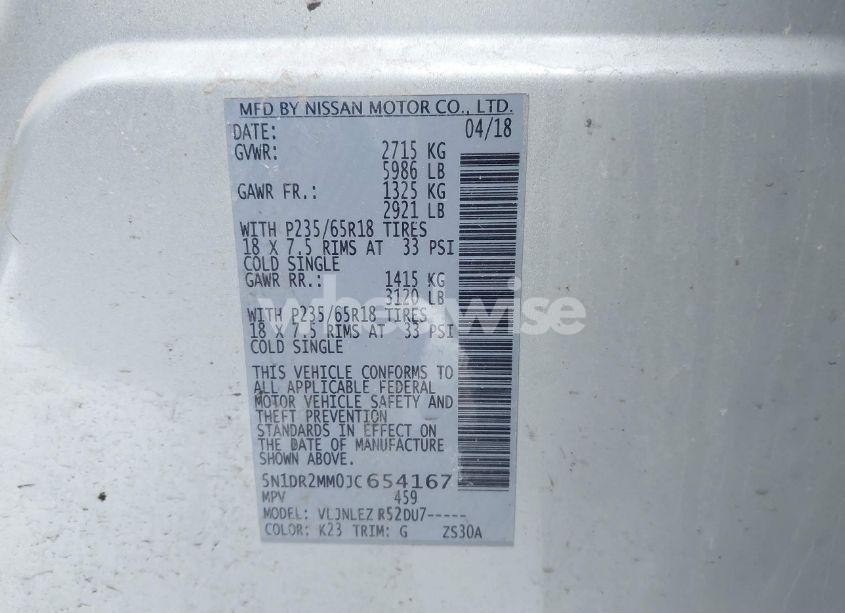 MFD BY NISSAN MOTOR CO., LTD.
DATE: 04/18
GVWR: 2715 KG
5986 LB
GAWR FR.: 1325 KG
2921 LB
WITH P235/65R18 TIRES
18 X 7.5 RIMS AT 33 PSI
COLD SINGLE
GAWR RR.: 1415 KG
3120 LB
WITH P235/65R18 TIRES
18 X 7.5 RIMS AT 33 PSI
COLD SINGLE
THIS VEHICLE CONFORMS TO
ALL APPLICABLE FEDERAL
MOTOR VEHICLE SAFETY AND
THEFT PREVENTION
STANDARDS IN EFFECT ON
THE DATE OF MANUFACTURE
SHOWN ABOVE.
5N1DR2MM0JC654167
MPV 459
MODEL: VLJNLEZ R52DU7-----
COLOR: K23 TRIM: G ZS30A
wheelwise